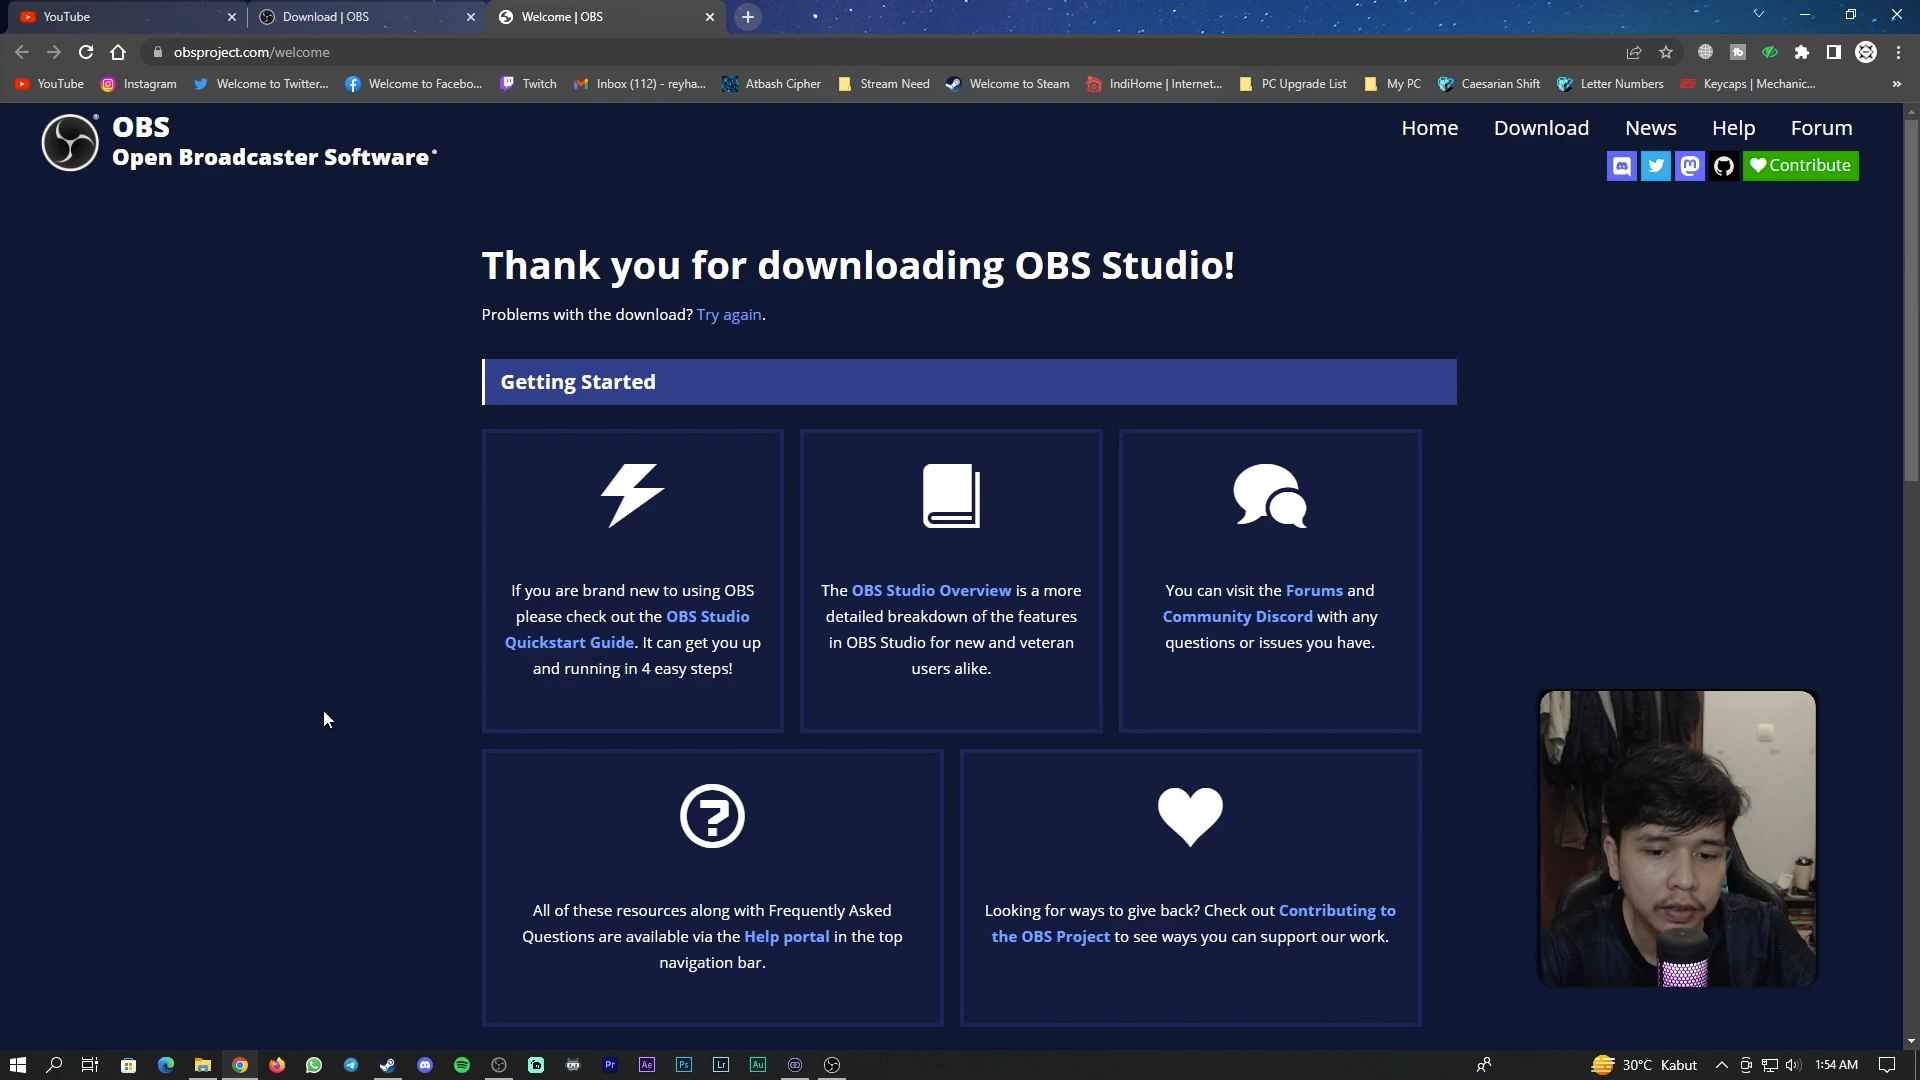 YouTube
Download | OBS
Welcome | OBS
obsproject.com/welcome
YouTube
Instagram
Welcome to Twitter...
Welcome to Facebo...
Twitch
Inbox (112) - reyha...
Atbash Cipher
Stream Need
Welcome to Steam
IndiHome | Internet...
PC Upgrade List
My PC
Caesarian Shift
Letter Numbers
Keycaps | Mechanic...
OBS
Open Broadcaster Software
Home
Download
News
Help
Forum
Contribute
Thank you for downloading OBS Studio!
Problems with the download? Try again.
Getting Started
If you are brand new to using OBS
please check out the OBS Studio
Quickstart Guide. It can get you up
and running in 4 easy steps!
The OBS Studio Overview is a more
detailed breakdown of the features
in OBS Studio for new and veteran
users alike.
You can visit the Forums and
Community Discord with any
questions or issues you have.
All of these resources along with Frequently Asked
Questions are available via the Help portal in the top
navigation bar.
Looking for ways to give back? Check out Contributing to
the OBS Project to see ways you can support our work.
Pr
Ae
Ps
Lr
Au
30°C Kabut
1:54 AM